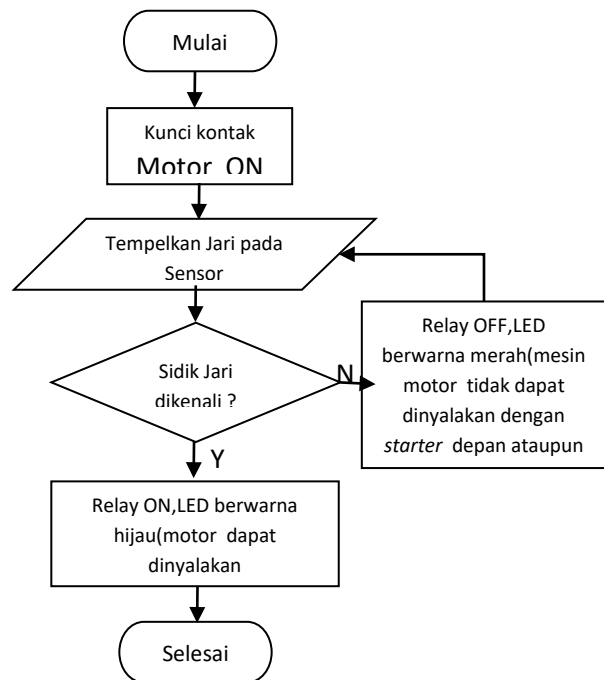 Mulai
Kunci kontak
Motor ON
Tempelkan Jari pada
Sensor
Sidik Jari
dikenali ?
N
Relay OFF,LED
berwarna merah(mesin
motor tidak dapat
dinyalakan dengan
starter depan ataupun
Y
Relay ON,LED berwarna
hijau(motor dapat
dinyalakan
Selesai